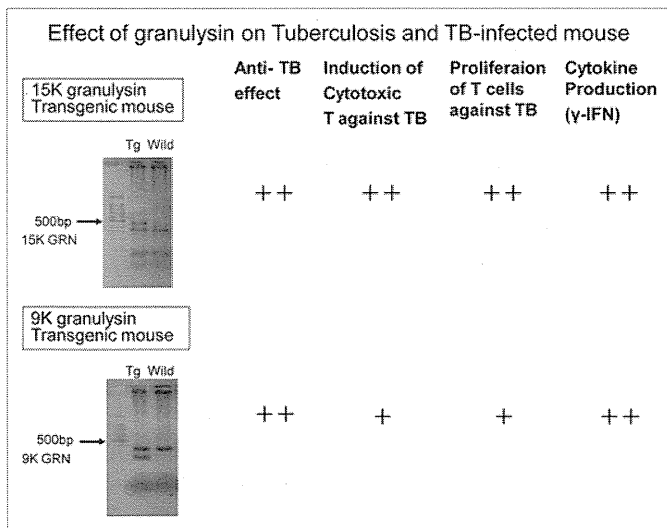 Effect of granulysin on Tuberculosis and TB-infected mouse
Anti- TB
effect
Induction of
Cytotoxic
T against TB
Proliferaion
of T cells
against TB
Cytokine
Production
(γ-IFN)
15K granulysin
Transgenic mouse
Tg Wild
500bp
15K GRN
++ ++ ++ ++
9K granulysin
Transgenic mouse
Tg Wild
500bp
9K GRN
++ + + ++